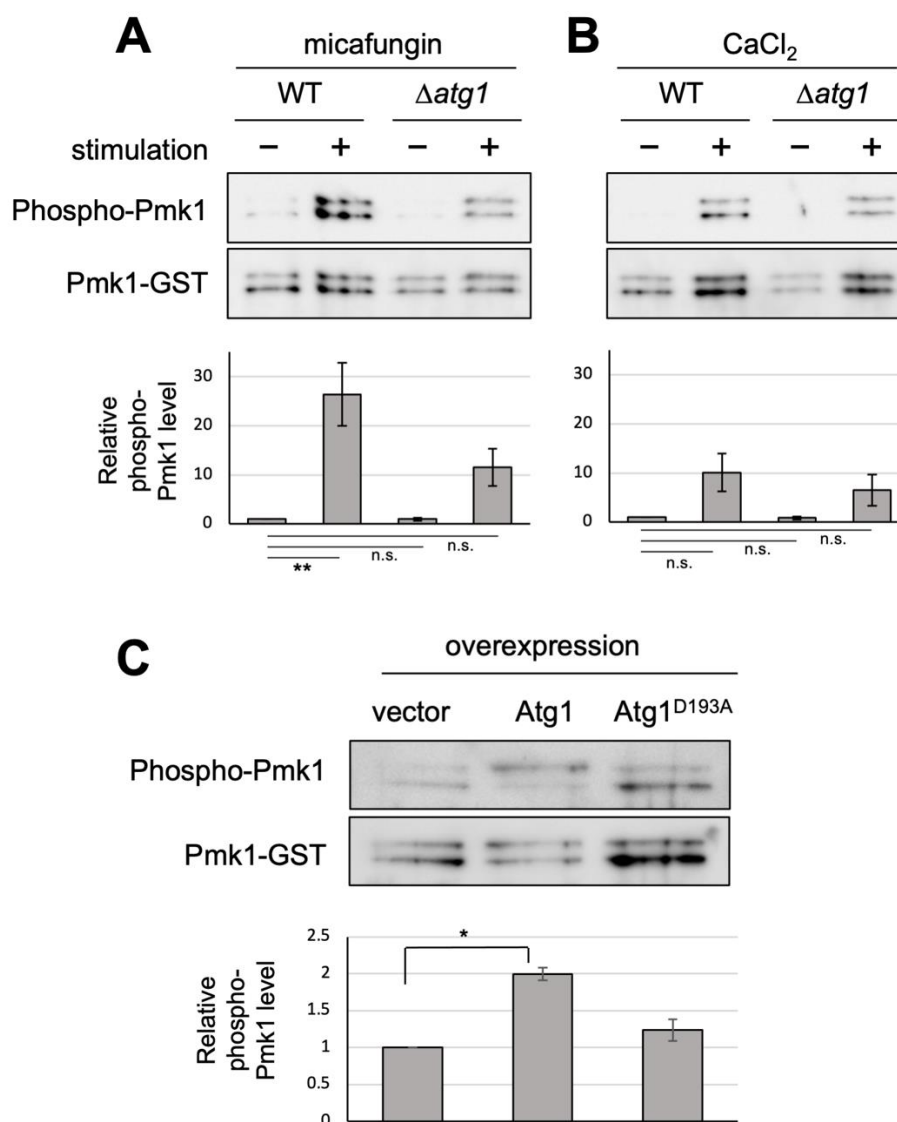 A
micafungin
WT Δatg1
stimulation − + − +
Phospho-Pmk1
Pmk1-GST
Relative
phospho-
Pmk1 level
30
20
10
0
**
n.s.
n.s.
B
CaCl₂
WT Δatg1
− + − +
30
20
10
0
n.s.
n.s.
n.s.
C
overexpression
vector Atg1 Atg1ᴰ¹⁹³ᴬ
Phospho-Pmk1
Pmk1-GST
Relative
phospho-
Pmk1 level
2.5
2
1.5
1
0.5
0
*